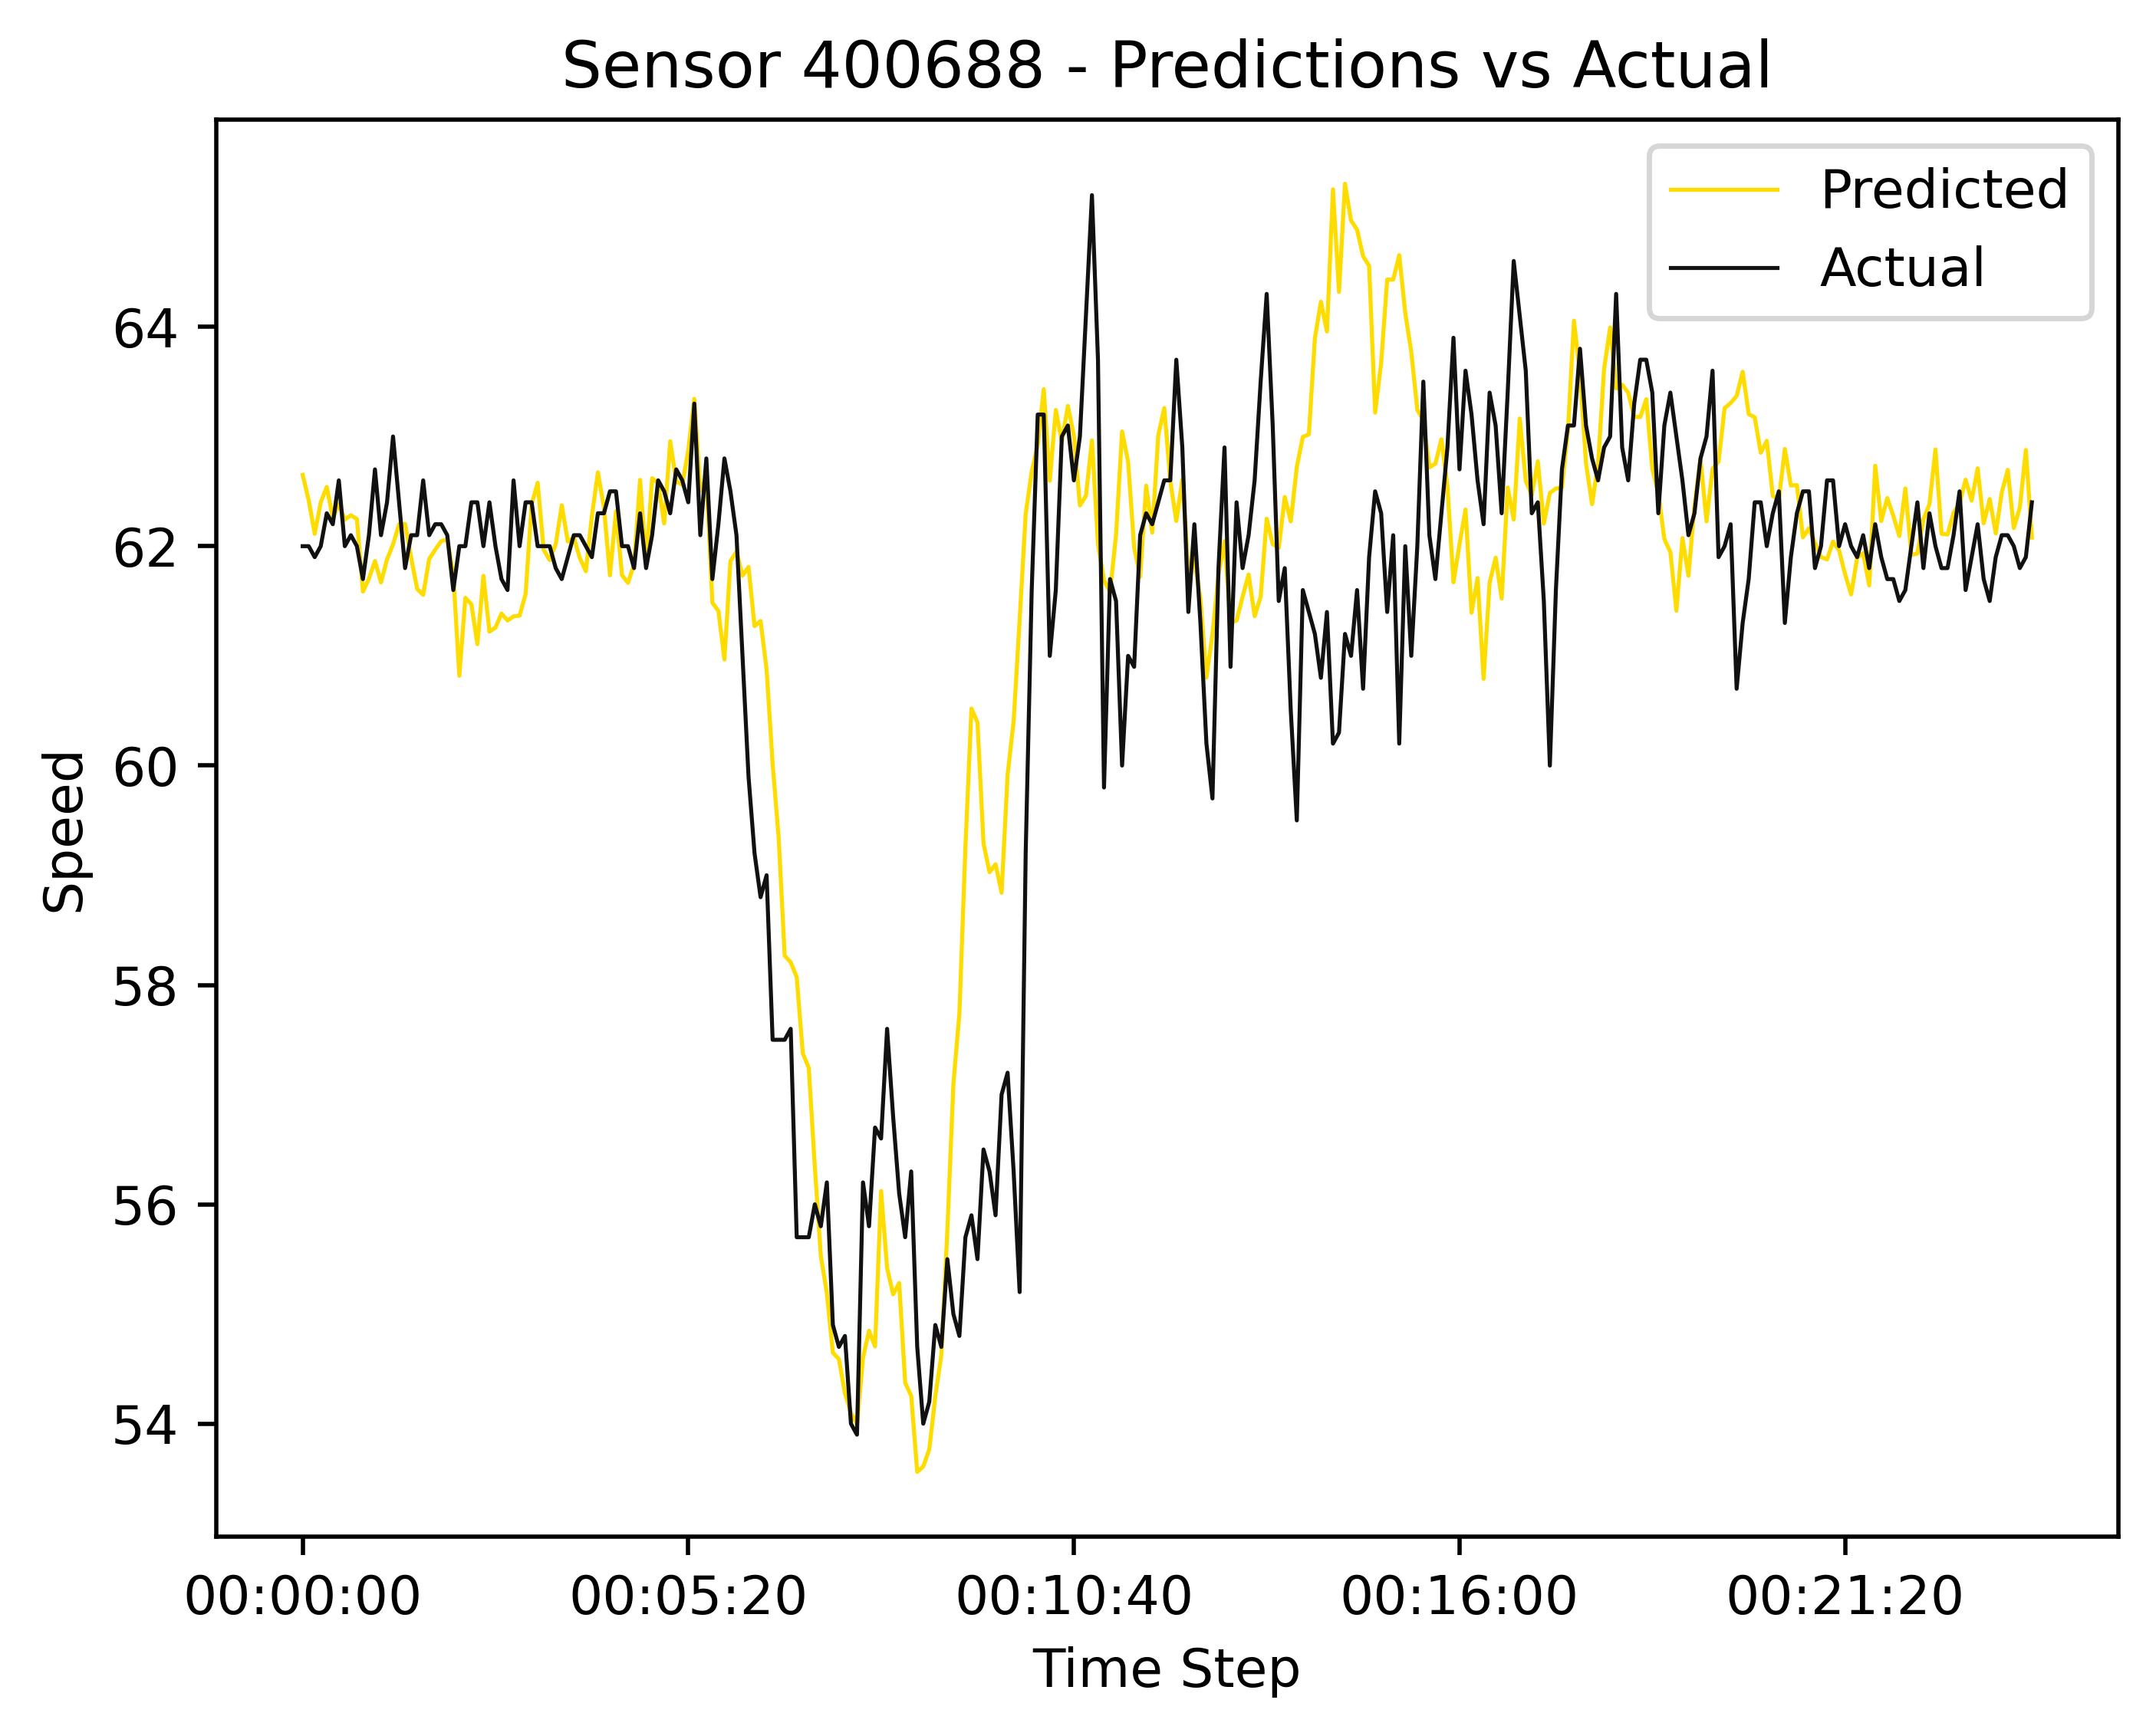 Sensor 400688 - Predictions vs Actual
Predicted
Actual
64
62
60
58
56
54
Speed
00:00:00 00:05:20 00:10:40 00:16:00 00:21:20
Time Step